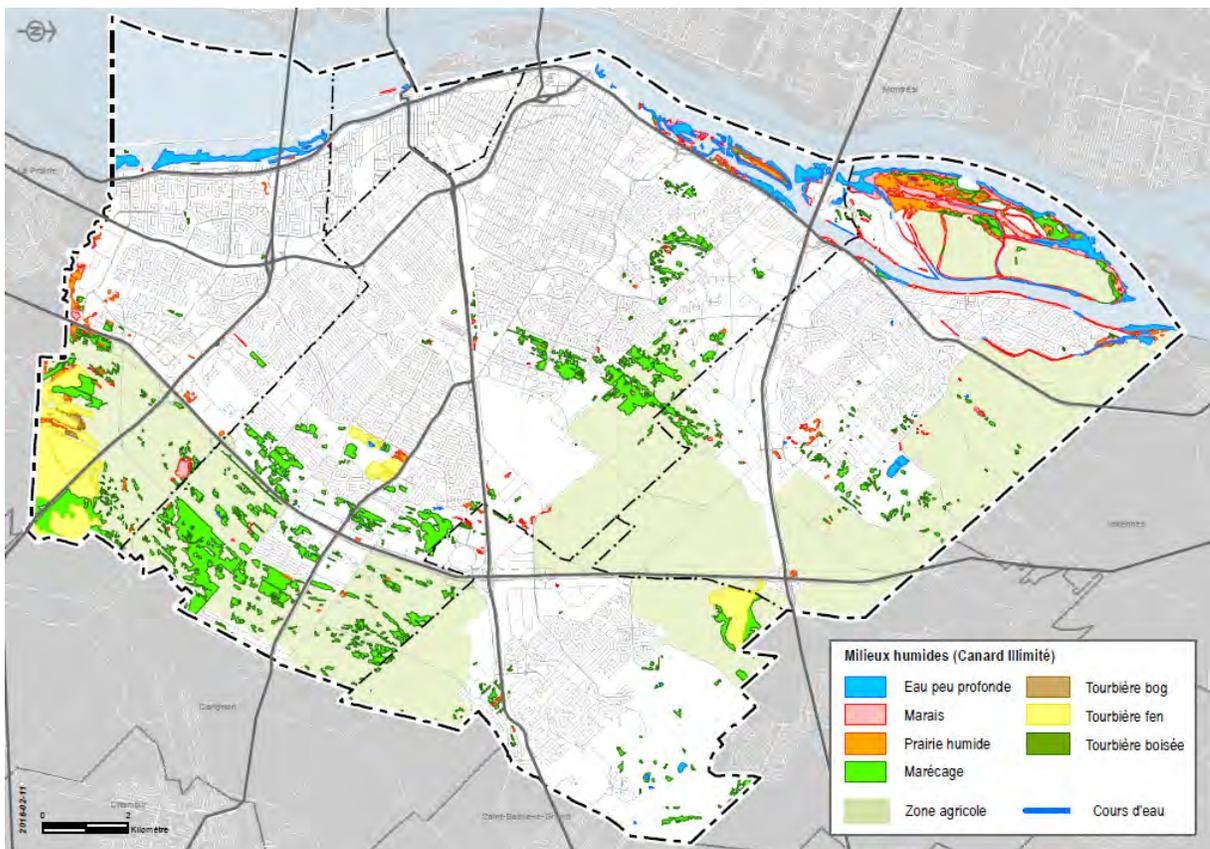 N
Montréal
La Prairie
Varennes
Carignan
Chambly
Saint-Basile-le-Grand
2016-02-11
0 2
Kilomètre
Milieux humides (Canard Illimité)
Eau peu profonde
Marais
Prairie humide
Marécage
Tourbière bog
Tourbière fen
Tourbière boisée
Zone agricole
Cours d'eau